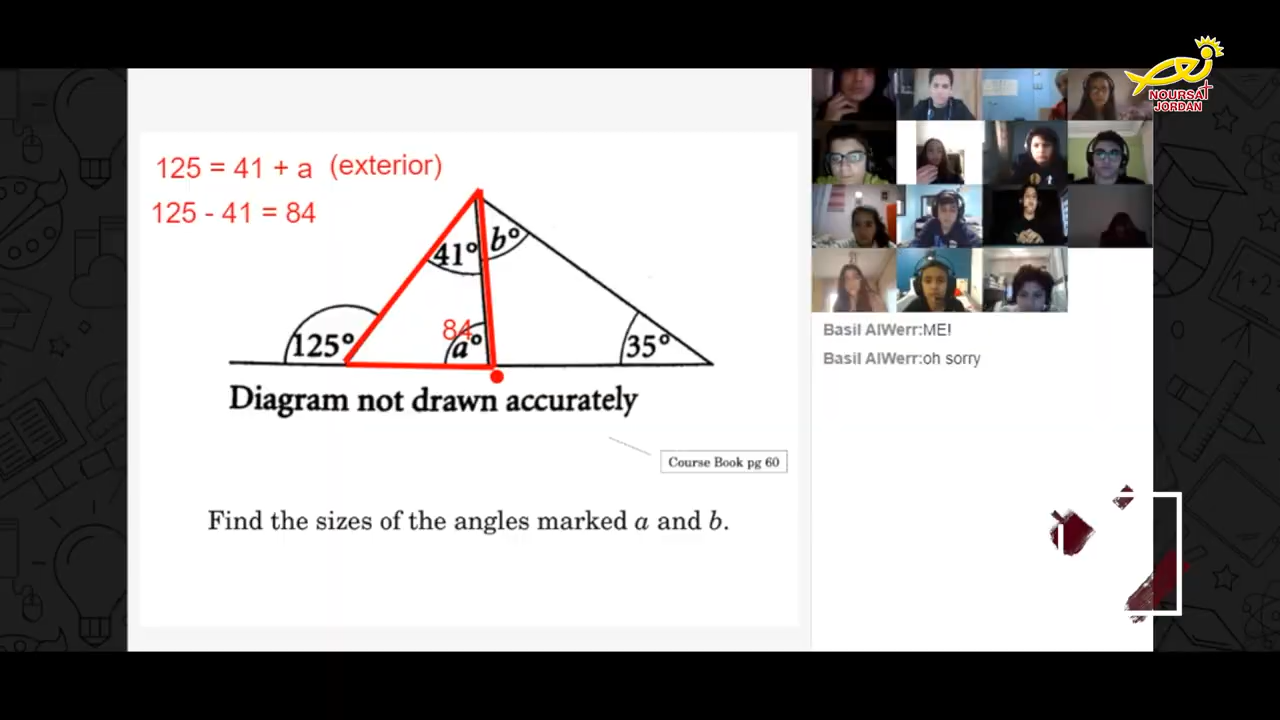 NOURSAT
JORDAN
125 = 41 + a (exterior)
125 - 41 = 84
41°
b°
84
125°
a°
35°
Diagram not drawn accurately
Course Book pg 60
Find the sizes of the angles marked a and b.
Basil AlWerr:ME!
Basil AlWerr:oh sorry